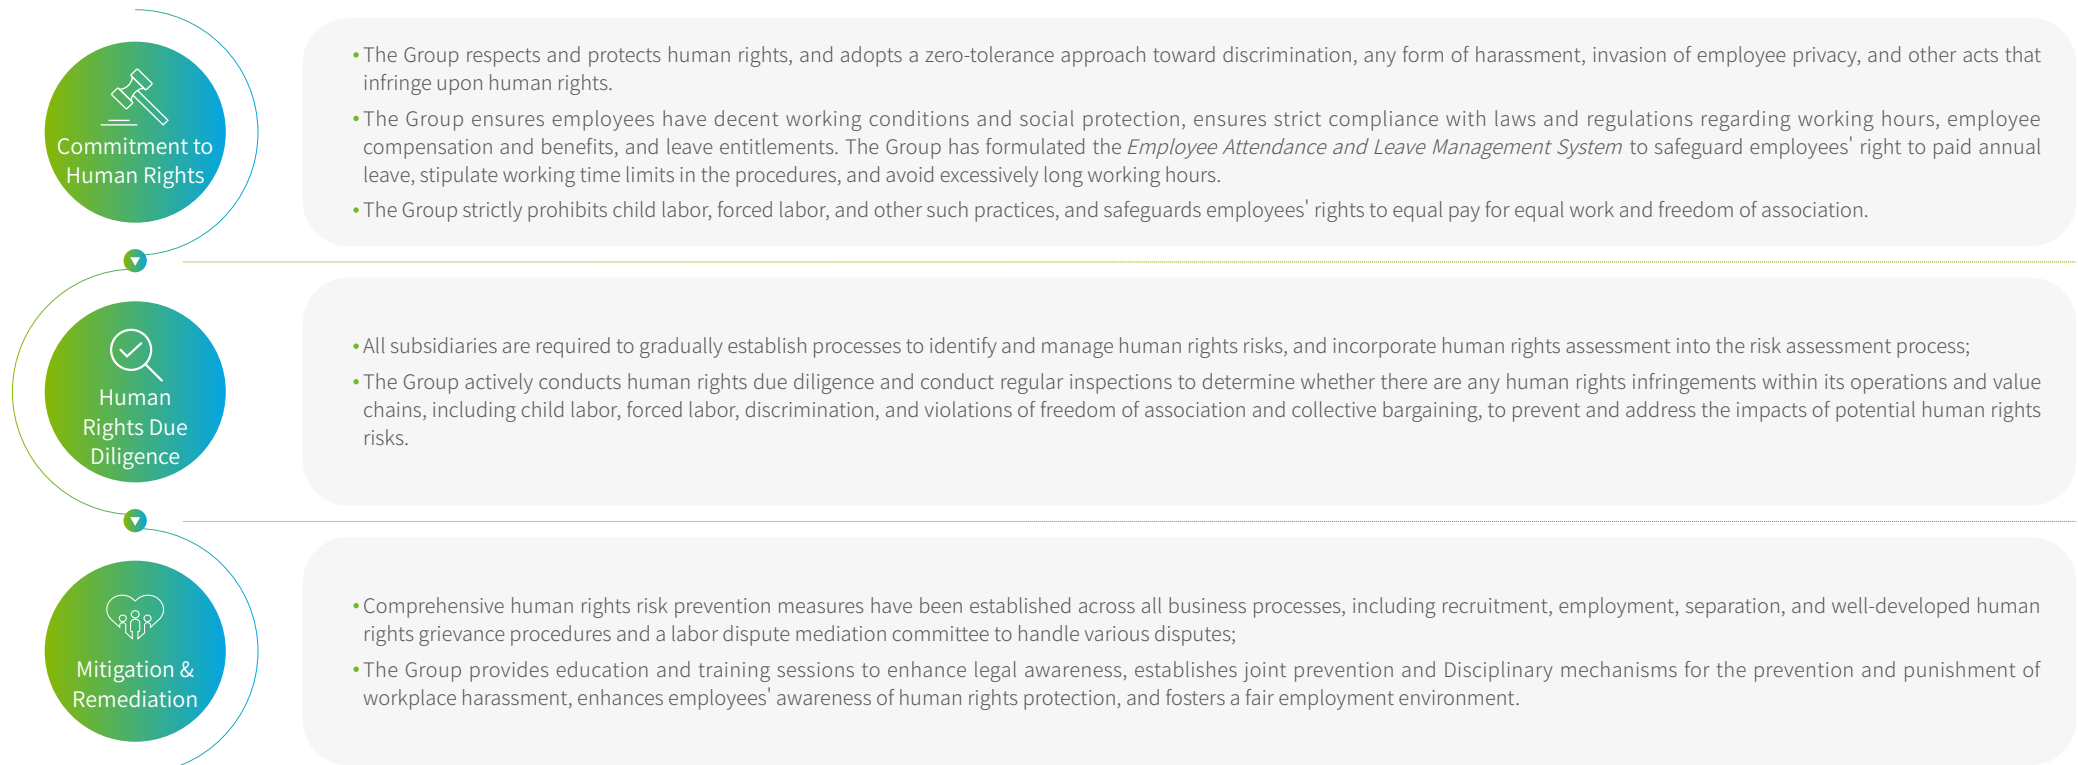 Commitment to
Human Rights
• The Group respects and protects human rights, and adopts a zero-tolerance approach toward discrimination, any form of harassment, invasion of employee privacy, and other acts that
infringe upon human rights.
• The Group ensures employees have decent working conditions and social protection, ensures strict compliance with laws and regulations regarding working hours, employee
compensation and benefits, and leave entitlements. The Group has formulated the Employee Attendance and Leave Management System to safeguard employees' right to paid annual
leave, stipulate working time limits in the procedures, and avoid excessively long working hours.
• The Group strictly prohibits child labor, forced labor, and other such practices, and safeguards employees' rights to equal pay for equal work and freedom of association.
Human
Rights Due
Diligence
• All subsidiaries are required to gradually establish processes to identify and manage human rights risks, and incorporate human rights assessment into the risk assessment process;
• The Group actively conducts human rights due diligence and conduct regular inspections to determine whether there are any human rights infringements within its operations and value
chains, including child labor, forced labor, discrimination, and violations of freedom of association and collective bargaining, to prevent and address the impacts of potential human rights
risks.
Mitigation &
Remediation
• Comprehensive human rights risk prevention measures have been established across all business processes, including recruitment, employment, separation, and well-developed human
rights grievance procedures and a labor dispute mediation committee to handle various disputes;
• The Group provides education and training sessions to enhance legal awareness, establishes joint prevention and Disciplinary mechanisms for the prevention and punishment of
workplace harassment, enhances employees' awareness of human rights protection, and fosters a fair employment environment.